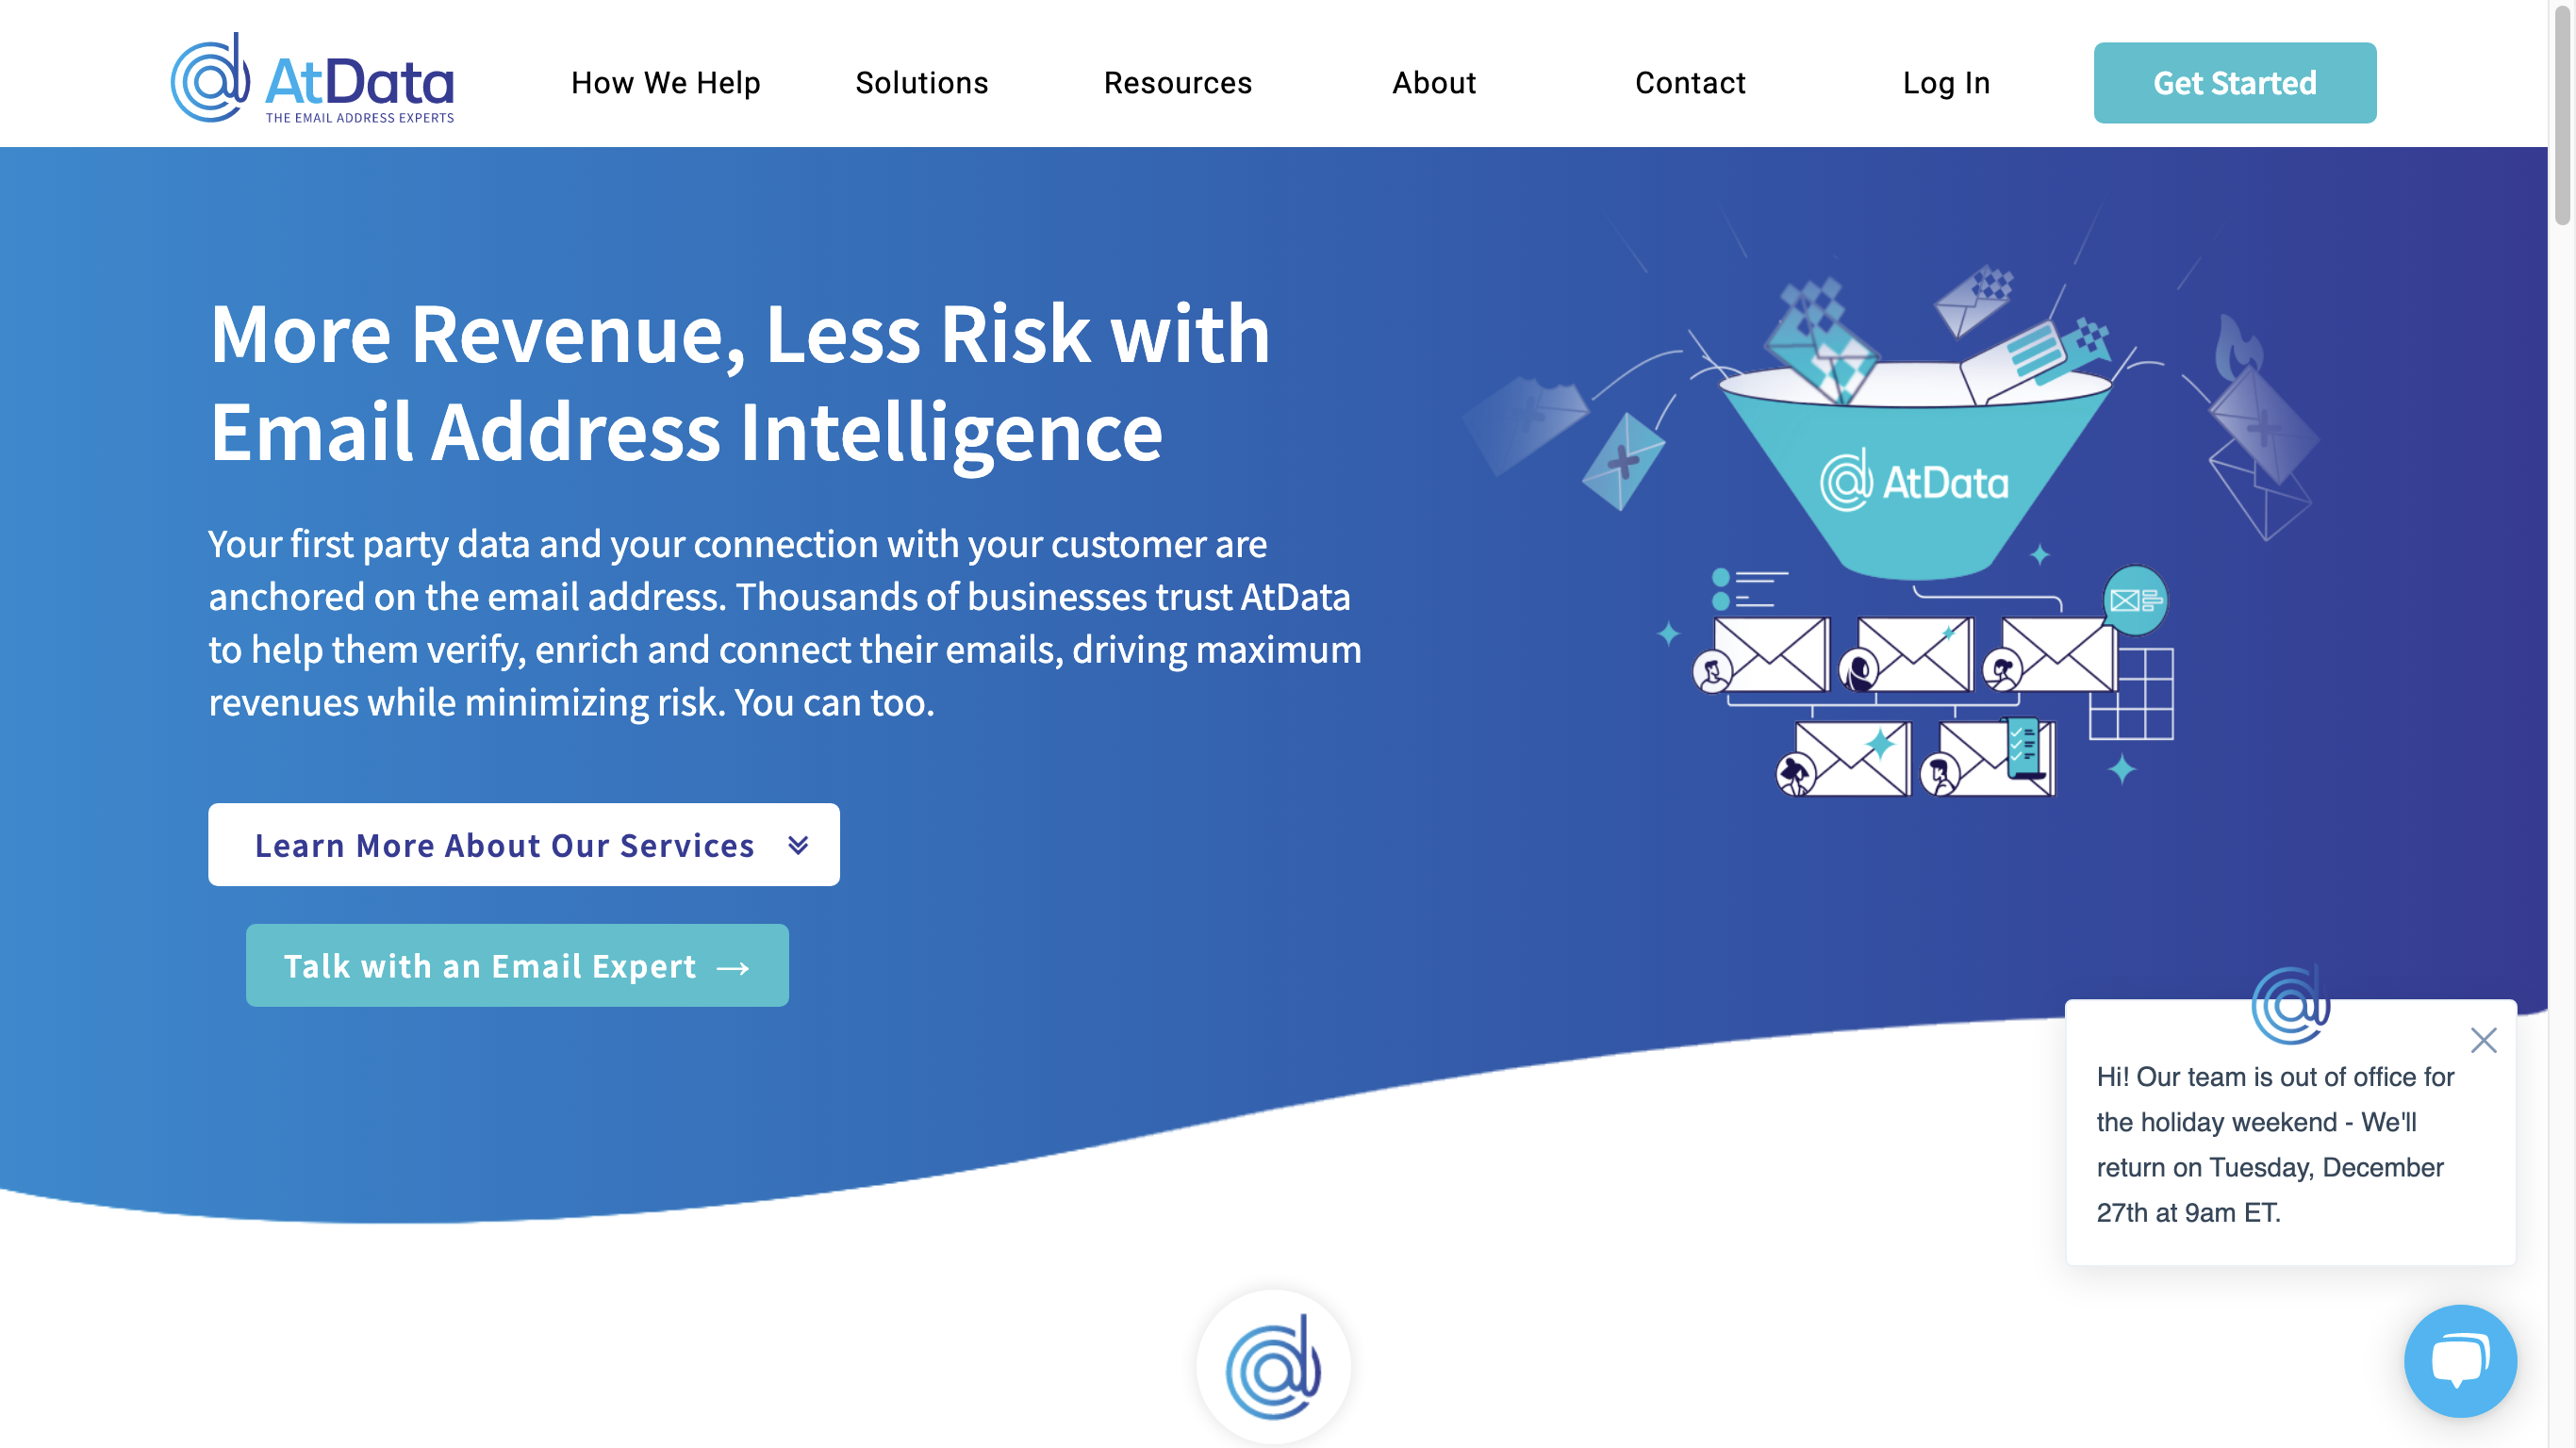 AtData
THE EMAIL ADDRESS EXPERTS
How We Help
Solutions
Resources
About
Contact
Log In
Get Started
More Revenue, Less Risk with
Email Address Intelligence
Your first party data and your connection with your customer are
anchored on the email address. Thousands of businesses trust AtData
to help them verify, enrich and connect their emails, driving maximum
revenues while minimizing risk. You can too.
Learn More About Our Services
Talk with an Email Expert →
AtData
Hi! Our team is out of office for
the holiday weekend - We'll
return on Tuesday, December
27th at 9am ET.